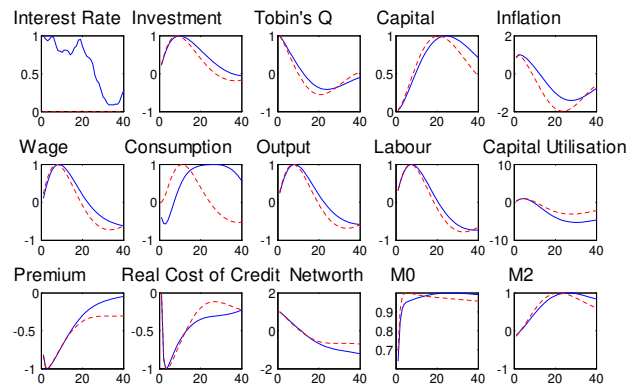 Interest Rate Investment Tobin's Q Capital Inflation
1 1 1 1 2
0.5 0 0 0.5 0
0 -1 -1 0 -2
0 20 40 0 20 40 0 20 40 0 20 40 0 20 40
Wage Consumption Output Labour Capital Utilisation
1 1 1 1 10
0 0 0 0 0
-1 -1 -1 -1 -10
0 20 40 0 20 40 0 20 40 0 20 40 0 20 40
Premium Real Cost of Credit Networth M0 M2
0 0 2 0.9 1
-0.5 -0.5 0 0.8 0
-1 -1 -2 0.7 -1
0 20 40 0 20 40 0 20 40 0 20 40 0 20 40